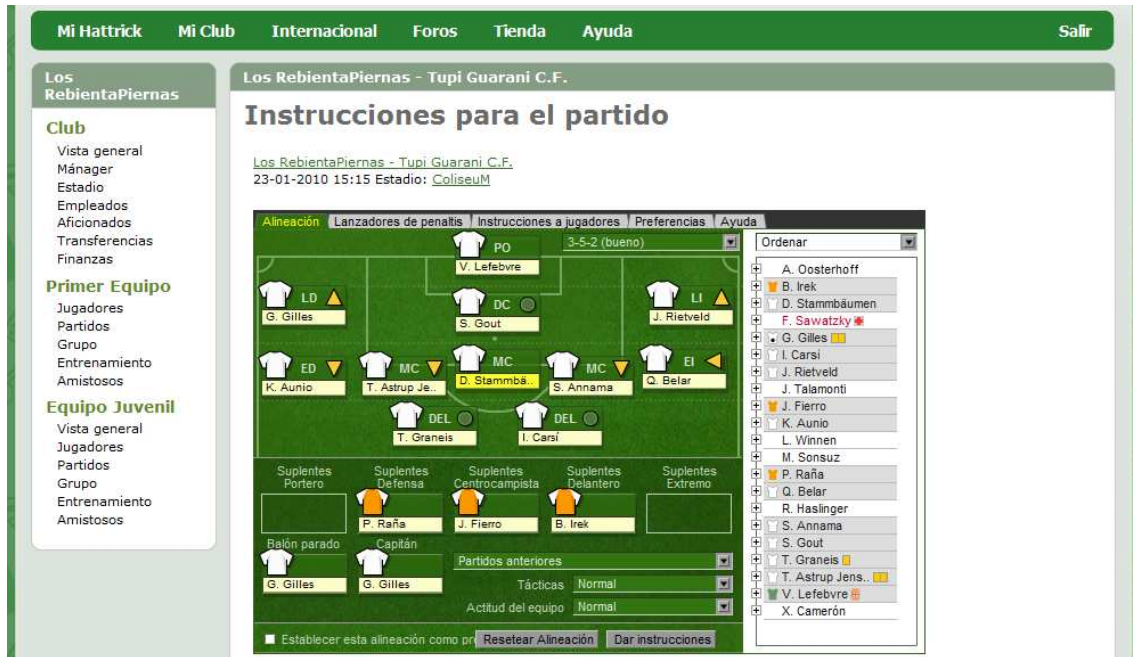 Mi Hattrick Mi Club Internacional Foros Tienda Ayuda Salir
Los
RebientaPiernas
Club
Vista general
Mánager
Estadio
Empleados
Aficionados
Transferencias
Finanzas
Primer Equipo
Jugadores
Partidos
Grupo
Entrenamiento
Amistosos
Equipo Juvenil
Vista general
Jugadores
Partidos
Grupo
Entrenamiento
Amistosos
Los RebientaPiernas - Tupi Guarani C.F.
Instrucciones para el partido
Los RebientaPiernas - Tupi Guarani C.F.
23-01-2010 15:15 Estadio: ColiseuM
Alineación Lanzadores de penaltis Instrucciones a jugadores Preferencias Ayuda
PO 3-5-2 (bueno)
V. Lefebvre
LD DC LI
G. Gilles S. Gout J. Rietveld
ED MC MC MC EI
K. Aunio T. Astrup Je.. D. Stammbä.. S. Annama Q. Belar
DEL DEL
T. Graneis I. Carsí
Suplentes Suplentes Suplentes Suplentes Suplentes
Portero Defensa Centrocampista Delantero Extremo
P. Raña J. Fierro B. Irek
Balón parado Capitán
Partidos anteriores
G. Gilles G. Gilles
Tácticas Normal
Actitud del equipo Normal
Establecer esta alineación como pre Resetear Alineación Dar instrucciones
Ordenar
A. Oosterhoff
B. Irek
D. Stammbäumen
F. Sawatzky
G. Gilles
I. Carsí
J. Rietveld
J. Talamonti
J. Fierro
K. Aunio
L. Winnen
M. Sonsuz
P. Raña
Q. Belar
R. Haslinger
S. Annama
S. Gout
T. Graneis
T. Astrup Jens..
V. Lefebvre
X. Camerón